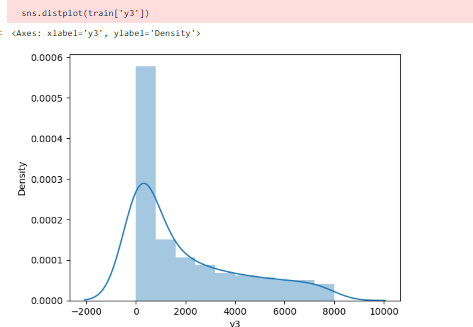 sns.distplot(train['y3'])
<Axes: xlabel='y3', ylabel='Density'>
0.0006
0.0005
0.0004
0.0003
0.0002
0.0001
0.0000
Density
−2000 0 2000 4000 6000 8000 10000
y3